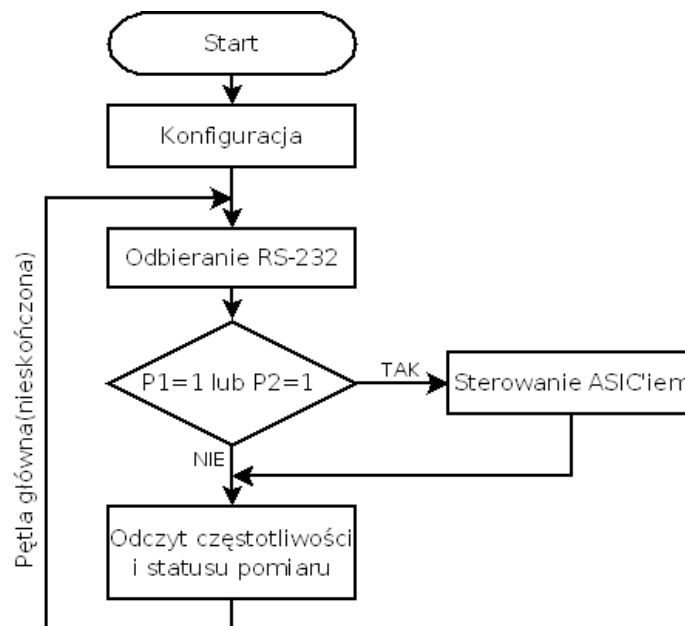 Start
Konfiguracja
Odbieranie RS-232
P1=1 lub P2=1
TAK
Sterowanie ASIC'iem
NIE
Odczyt częstotliwości
i statusu pomiaru
Pętla główna(nieskończona)